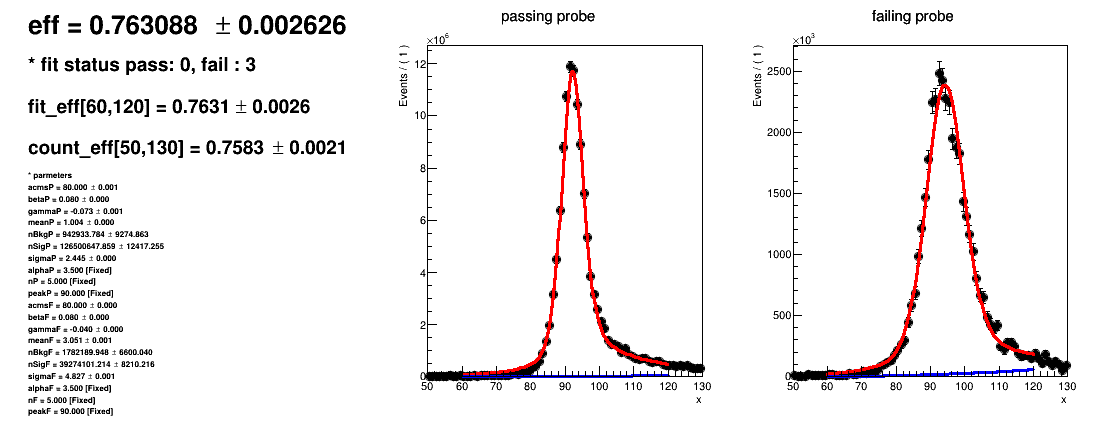 eff = 0.763088 ± 0.002626
* fit status pass: 0, fail : 3
fit_eff[60,120] = 0.7631 ± 0.0026
count_eff[50,130] = 0.7583 ± 0.0021
* parmeters
acmsP = 80.000 ± 0.001
betaP = 0.080 ± 0.000
gammaP = -0.073 ± 0.001
meanP = 1.004 ± 0.000
nBkgP = 942933.784 ± 9274.863
nSigP = 126500647.859 ± 12417.255
sigmaP = 2.445 ± 0.000
alphaP = 3.500 [Fixed]
nP = 5.000 [Fixed]
peakP = 90.000 [Fixed]
acmsF = 80.000 ± 0.000
betaF = 0.080 ± 0.000
gammaF = -0.040 ± 0.000
meanF = 3.051 ± 0.001
nBkgF = 1782189.948 ± 6600.040
nSigF = 39274101.214 ± 8210.216
sigmaF = 4.827 ± 0.001
alphaF = 3.500 [Fixed]
nF = 5.000 [Fixed]
peakF = 90.000 [Fixed]
passing probe
×10⁶
Events / ( 1 )
12
10
8
6
4
2
0
50 60 70 80 90 100 110 120 130
x
failing probe
×10³
Events / ( 1 )
2500
2000
1500
1000
500
0
50 60 70 80 90 100 110 120 130
x